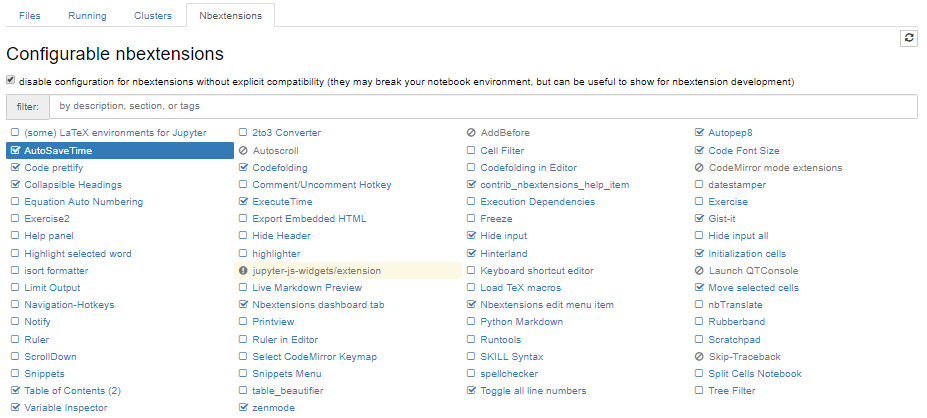 Files Running Clusters Nbextensions
Configurable nbextensions
disable configuration for nbextensions without explicit compatibility (they may break your notebook environment, but can be useful to show for nbextension development)
filter: by description, section, or tags
(some) LaTeX environments for Jupyter 2to3 Converter AddBefore Autopep8
AutoSaveTime Autoscroll Cell Filter Code Font Size
Code prettify Codefolding Codefolding in Editor CodeMirror mode extensions
Collapsible Headings Comment/Uncomment Hotkey contrib_nbextensions_help_item datestamper
Equation Auto Numbering ExecuteTime Execution Dependencies Exercise
Exercise2 Export Embedded HTML Freeze Gist-it
Help panel Hide Header Hide input Hide input all
Highlight selected word highlighter Hinterland Initialization cells
isort formatter jupyter-js-widgets/extension Keyboard shortcut editor Launch QTConsole
Limit Output Live Markdown Preview Load TeX macros Move selected cells
Navigation-Hotkeys Nbextensions dashboard tab Nbextensions edit menu item nbTranslate
Notify Printview Python Markdown Rubberband
Ruler Ruler in Editor Runtools Scratchpad
ScrollDown Select CodeMirror Keymap SKILL Syntax Skip-Traceback
Snippets Snippets Menu spellchecker Split Cells Notebook
Table of Contents (2) table_beautifier Toggle all line numbers Tree Filter
Variable Inspector zenmode